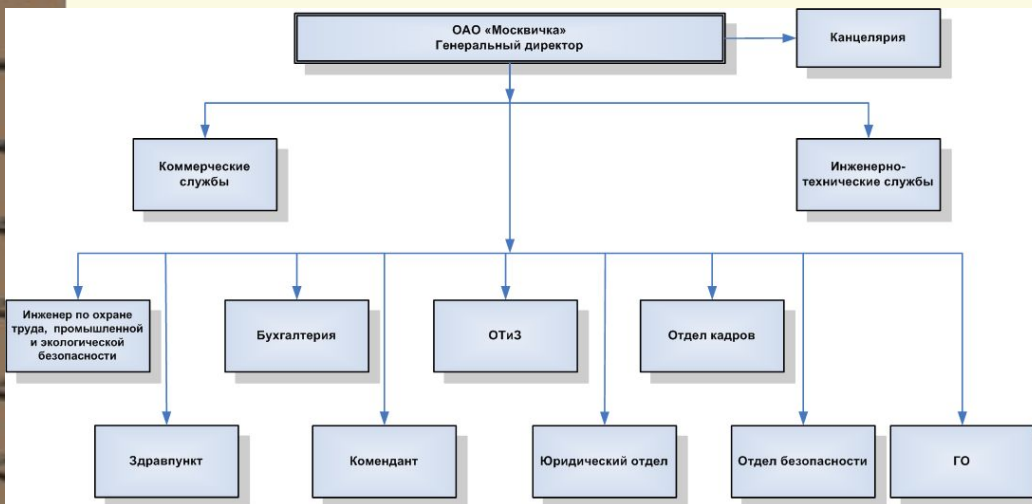 ОАО «Москвичка»
Генеральный директор
Канцелярия
Коммерческие
службы
Инженерно-
технические службы
Инженер по охране
труда, промышленной
и экологической
безопасности
Бухгалтерия
ОТиЗ
Отдел кадров
Здравпункт
Комендант
Юридический отдел
Отдел безопасности
ГО